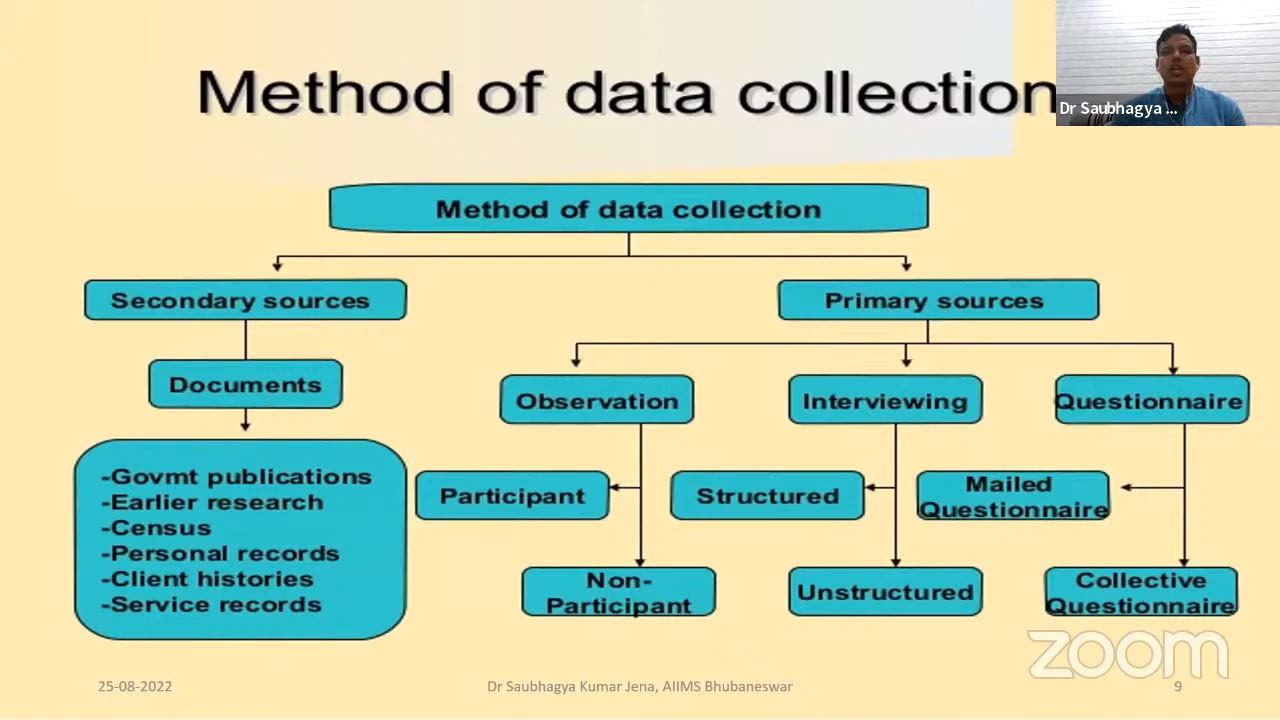 Method of data collection
Dr Saubhagya ...
Method of data collection
Secondary sources
Primary sources
Documents
Observation
Interviewing
Questionnaire
-Govmt publications
-Earlier research
-Census
-Personal records
-Client histories
-Service records
Participant
Structured
Mailed
Questionnaire
Non-
Participant
Unstructured
Collective
Questionnaire
zoom
25-08-2022
Dr Saubhagya Kumar Jena, AIIMS Bhubaneswar
9